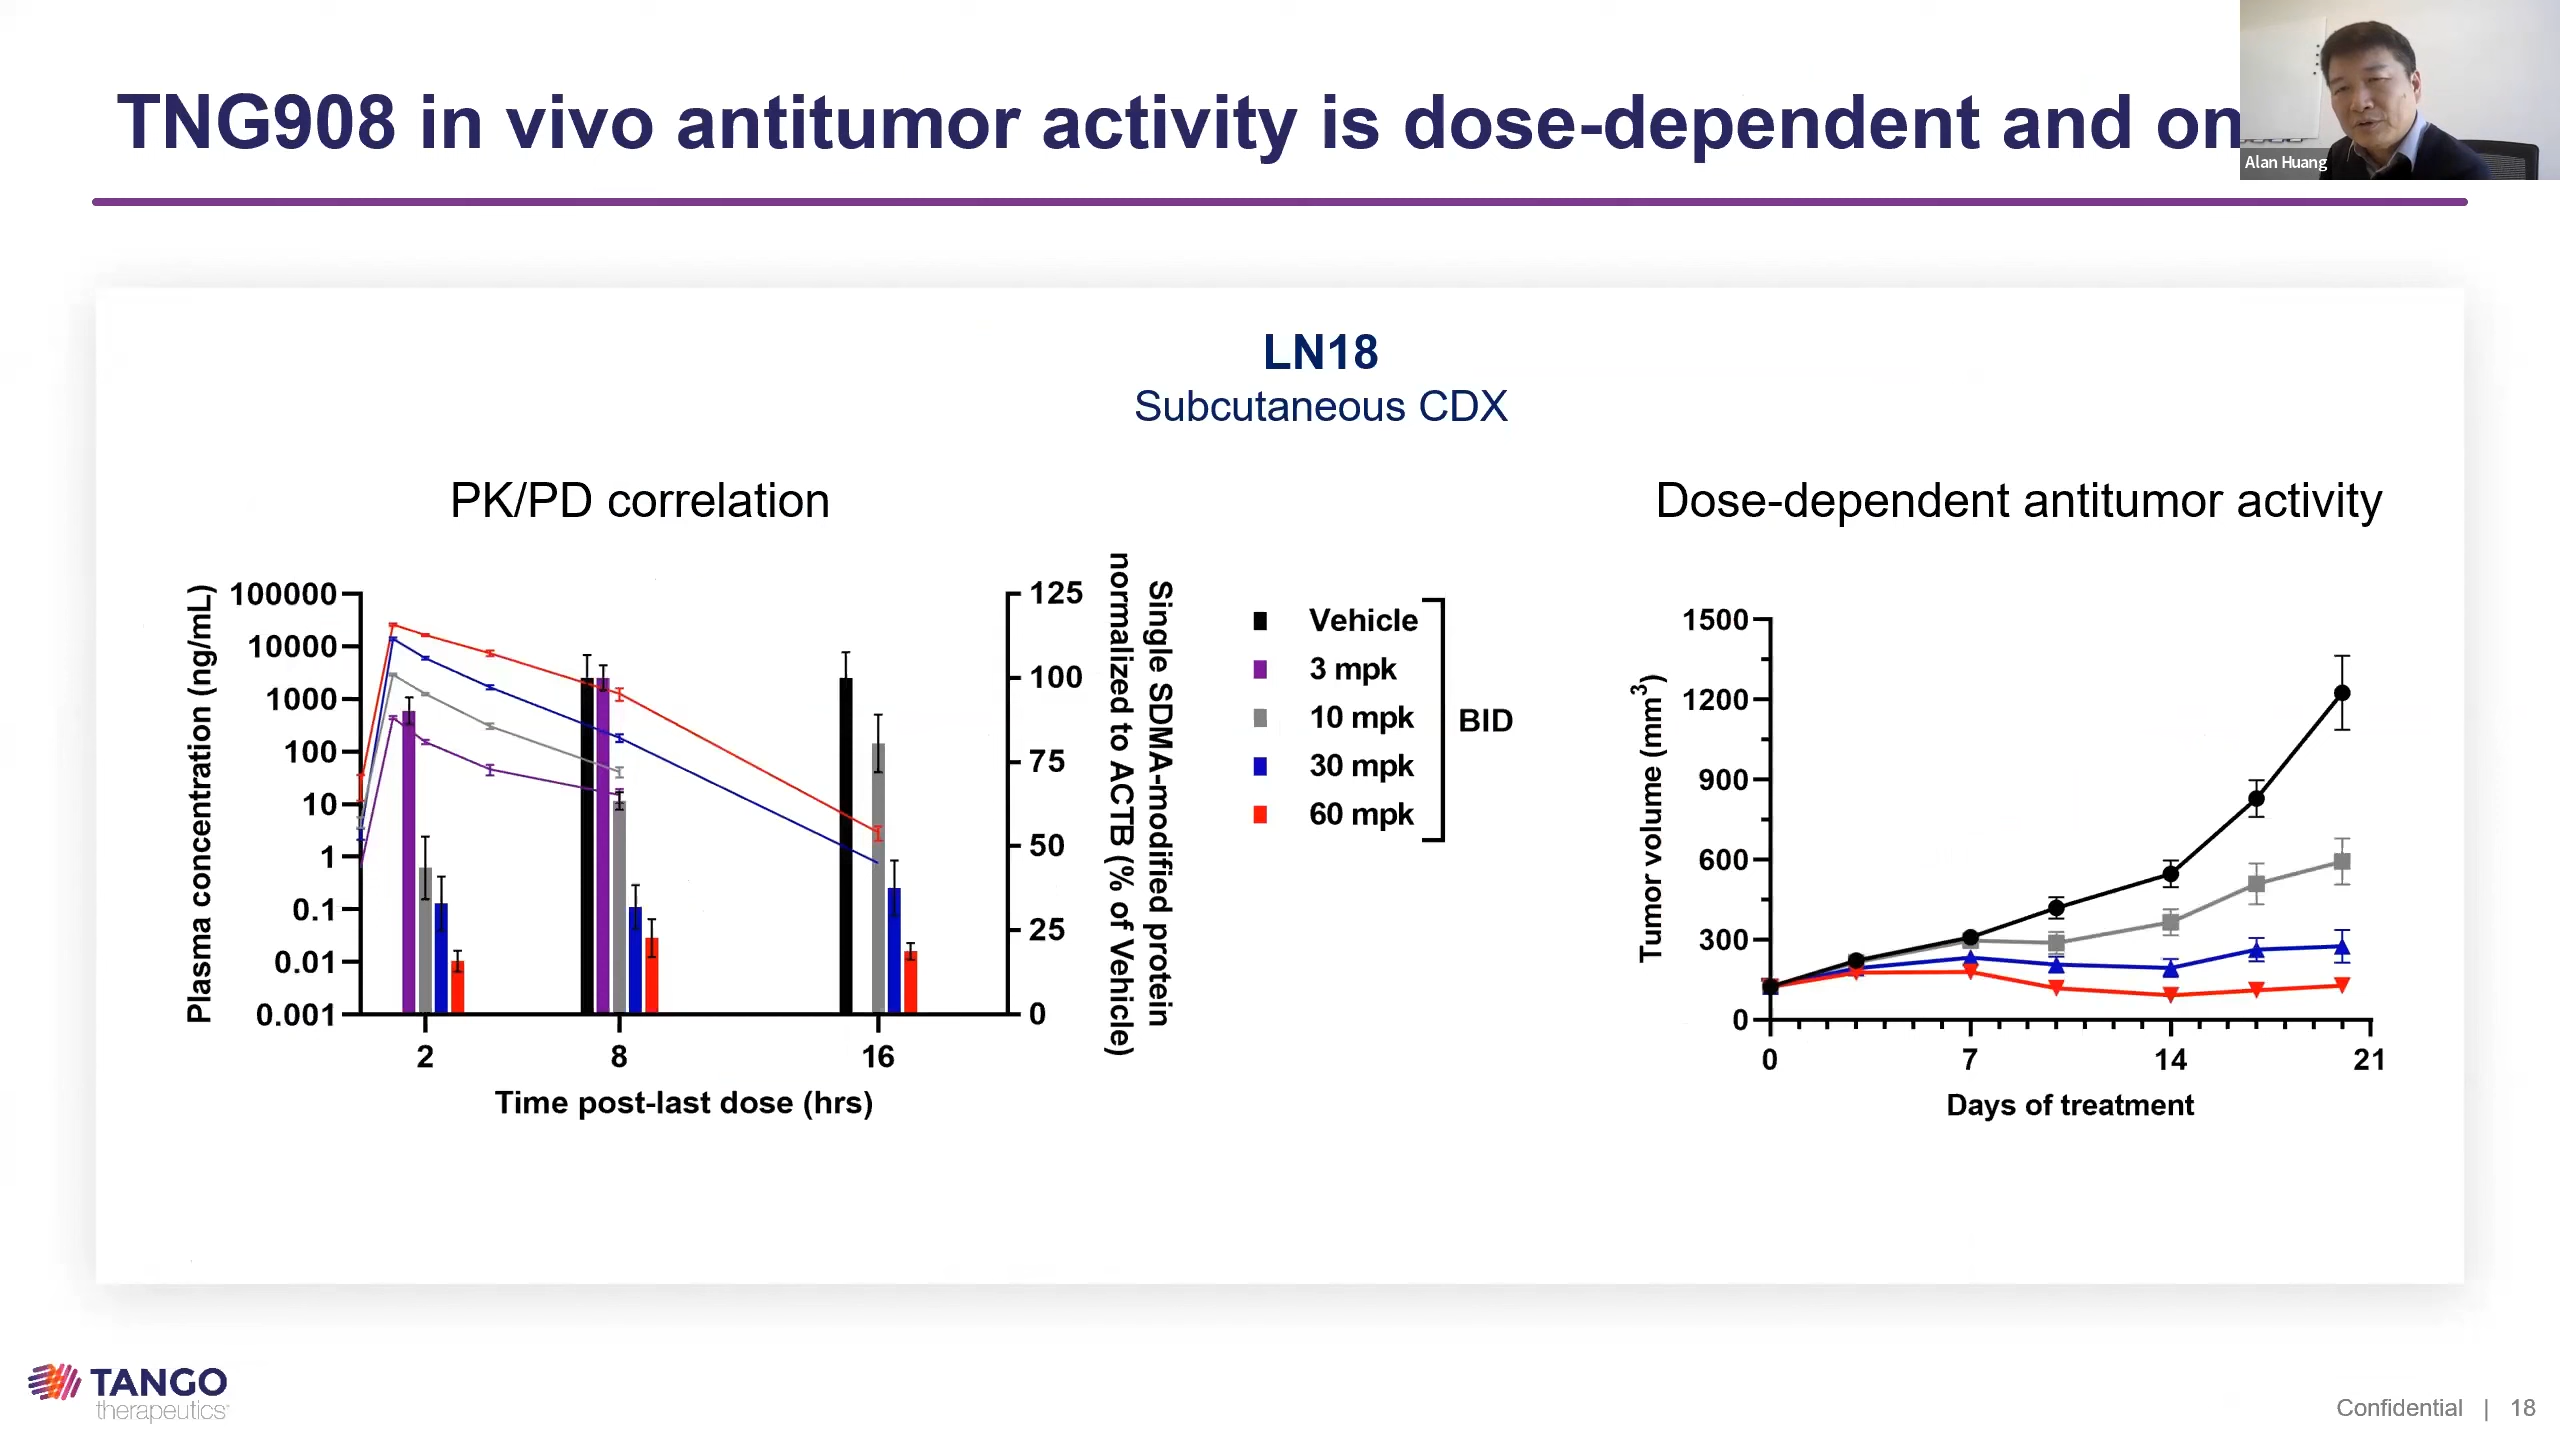 TNG908 in vivo antitumor activity is dose-dependent and on
Alan Huang
LN18
Subcutaneous CDX
PK/PD correlation
Dose-dependent antitumor activity
Plasma concentration (ng/mL)
100000
10000
1000
100
10
1
0.1
0.01
0.001
2
8
16
Time post-last dose (hrs)
125
100
75
50
25
0
Single SDMA-modified protein
normalized to ACTB (% of Vehicle)
Vehicle
3 mpk
10 mpk
30 mpk
60 mpk
BID
Tumor volume (mm3)
1500
1200
900
600
300
0
0
7
14
21
Days of treatment
TANGO
therapeutics
Confidential | 18